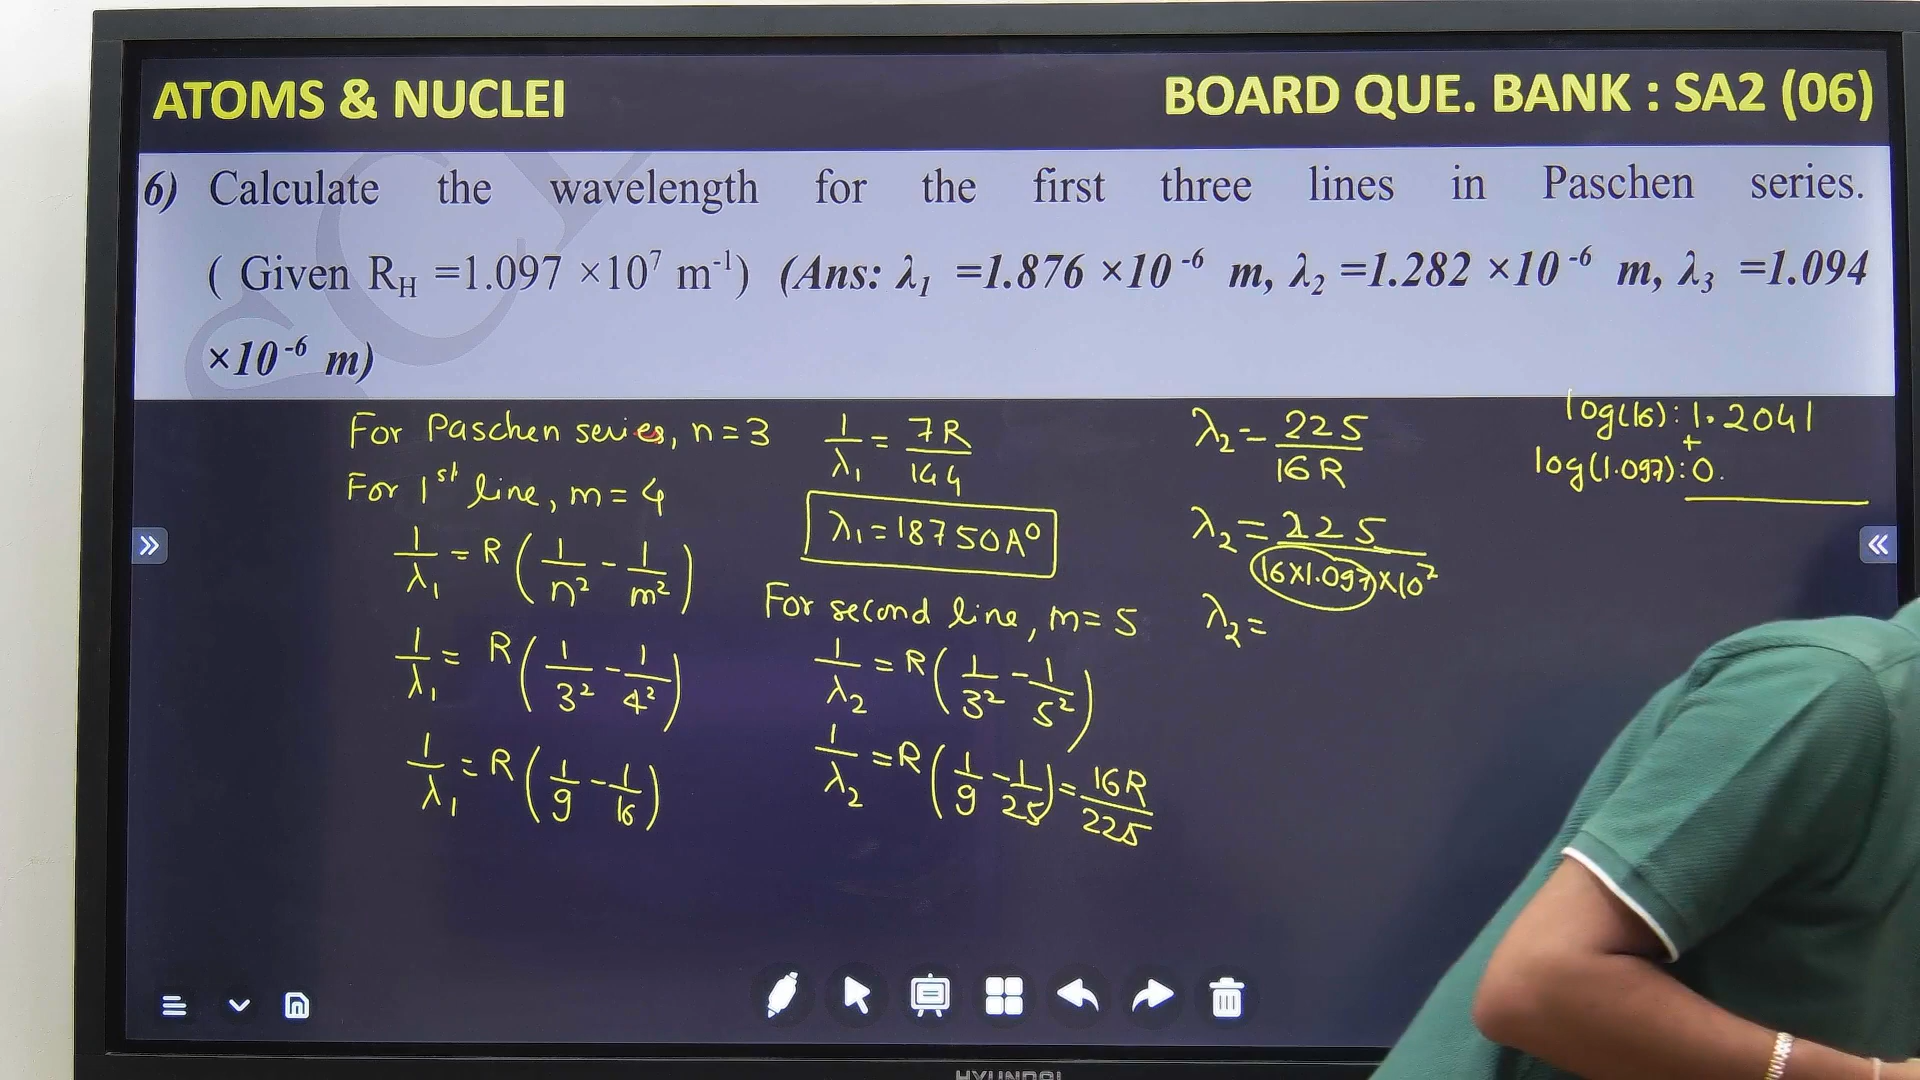 ATOMS & NUCLEI
BOARD QUE. BANK : SA2 (06)
6) Calculate the wavelength for the first three lines in Paschen series.
( Given R_H =1.097 ×10⁷ m⁻¹) (Ans: λ₁ =1.876 ×10⁻⁶ m, λ₂ =1.282 ×10⁻⁶ m, λ₃ =1.094
×10⁻⁶ m)
For Paschen series, n=3
For 1ˢᵗ line, m=4
1/λ₁ = R(1/n² - 1/m²)
1/λ₁ = R(1/3² - 1/4²)
1/λ₁ = R(1/9 - 1/16)
1/λ₁ = 7R/144
λ₁=18750A⁰
For second line, m=5
1/λ₂ = R(1/3² - 1/5²)
1/λ₂ = R(1/9 - 1/25) = 16R/225
λ₂ = 225/16R
λ₂ = 225/16×1.097×10⁷
λ₂ =
log(16): 1.2041
+
log(1.097): 0.
HYUNDAI